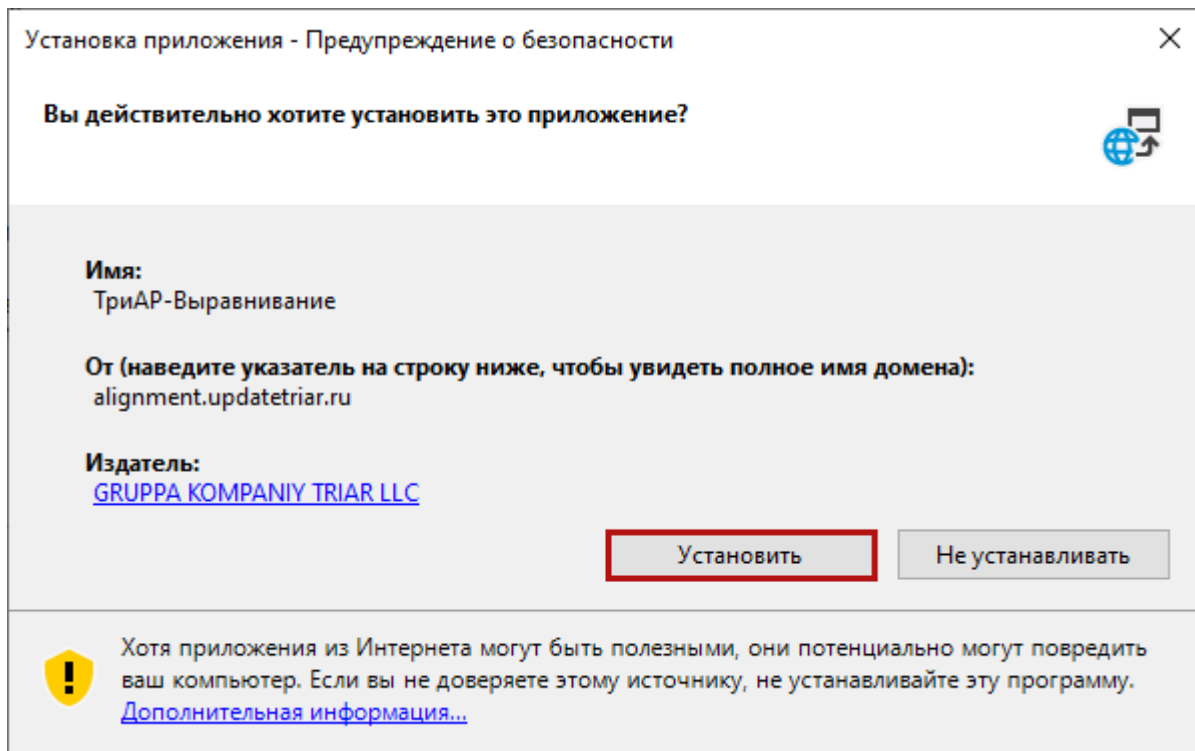 Установка приложения - Предупреждение о безопасности
Вы действительно хотите установить это приложение?
Имя:
ТриАР-Выравнивание
От (наведите указатель на строку ниже, чтобы увидеть полное имя домена):
alignment.updatetriar.ru
Издатель:
GRUPPA KOMPANIY TRIAR LLC
Установить
Не устанавливать
Хотя приложения из Интернета могут быть полезными, они потенциально могут повредить
ваш компьютер. Если вы не доверяете этому источнику, не устанавливайте эту программу.
Дополнительная информация...